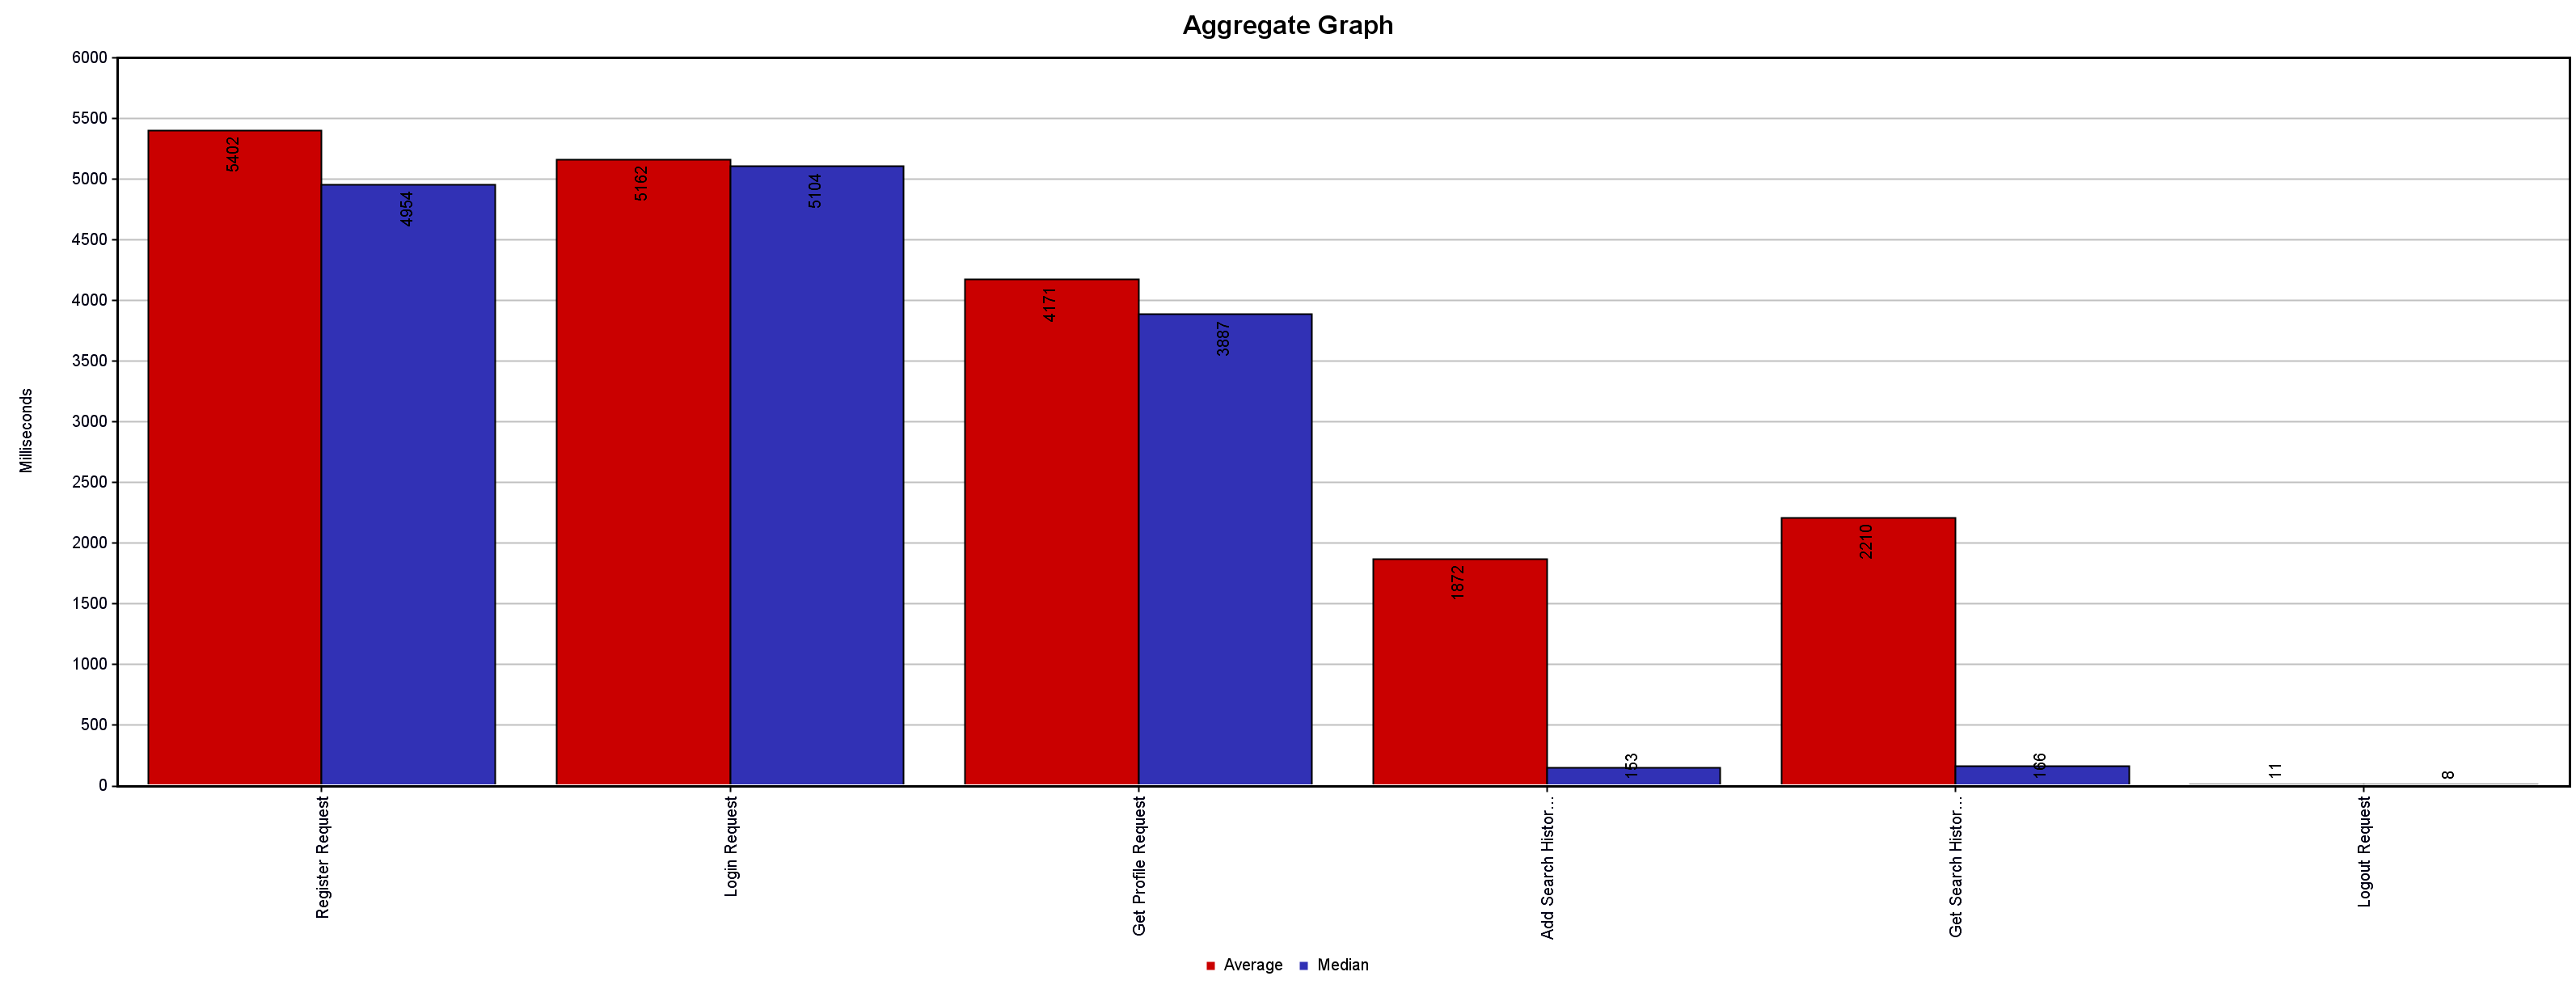 Aggregate Graph
6000
5500
5000
4500
4000
3500
3000
2500
2000
1500
1000
500
0
Milliseconds
5402
4954
5162
5104
4171
3887
1872
153
2210
166
11
8
Register Request
Login Request
Get Profile Request
Add Search Histor...
Get Search Histor...
Logout Request
Average
Median